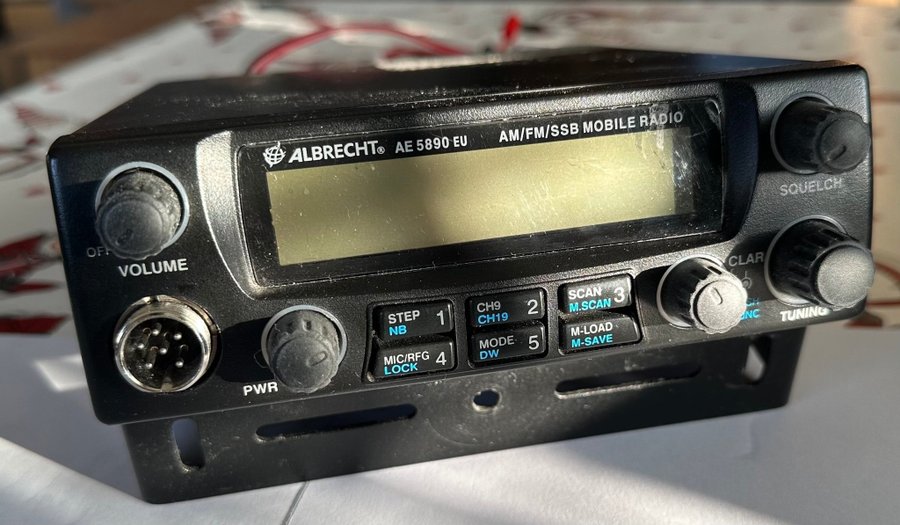 ALBRECHT® AE 5890 EU AM/FM/SSB MOBILE RADIO
SQUELCH
OFF
VOLUME
CLAR
TUNING
PWR
STEP 1
NB
CH9 2
CH19
SCAN 3
M.SCAN
MIC/RFG 4
LOCK
MODE 5
DW
M-LOAD
M-SAVE